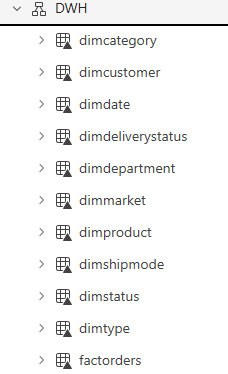 DWH
dimcategory
dimcustomer
dimdate
dimdeliverystatus
dimdepartment
dimmarket
dimproduct
dimshipmode
dimstatus
dimtype
factorders